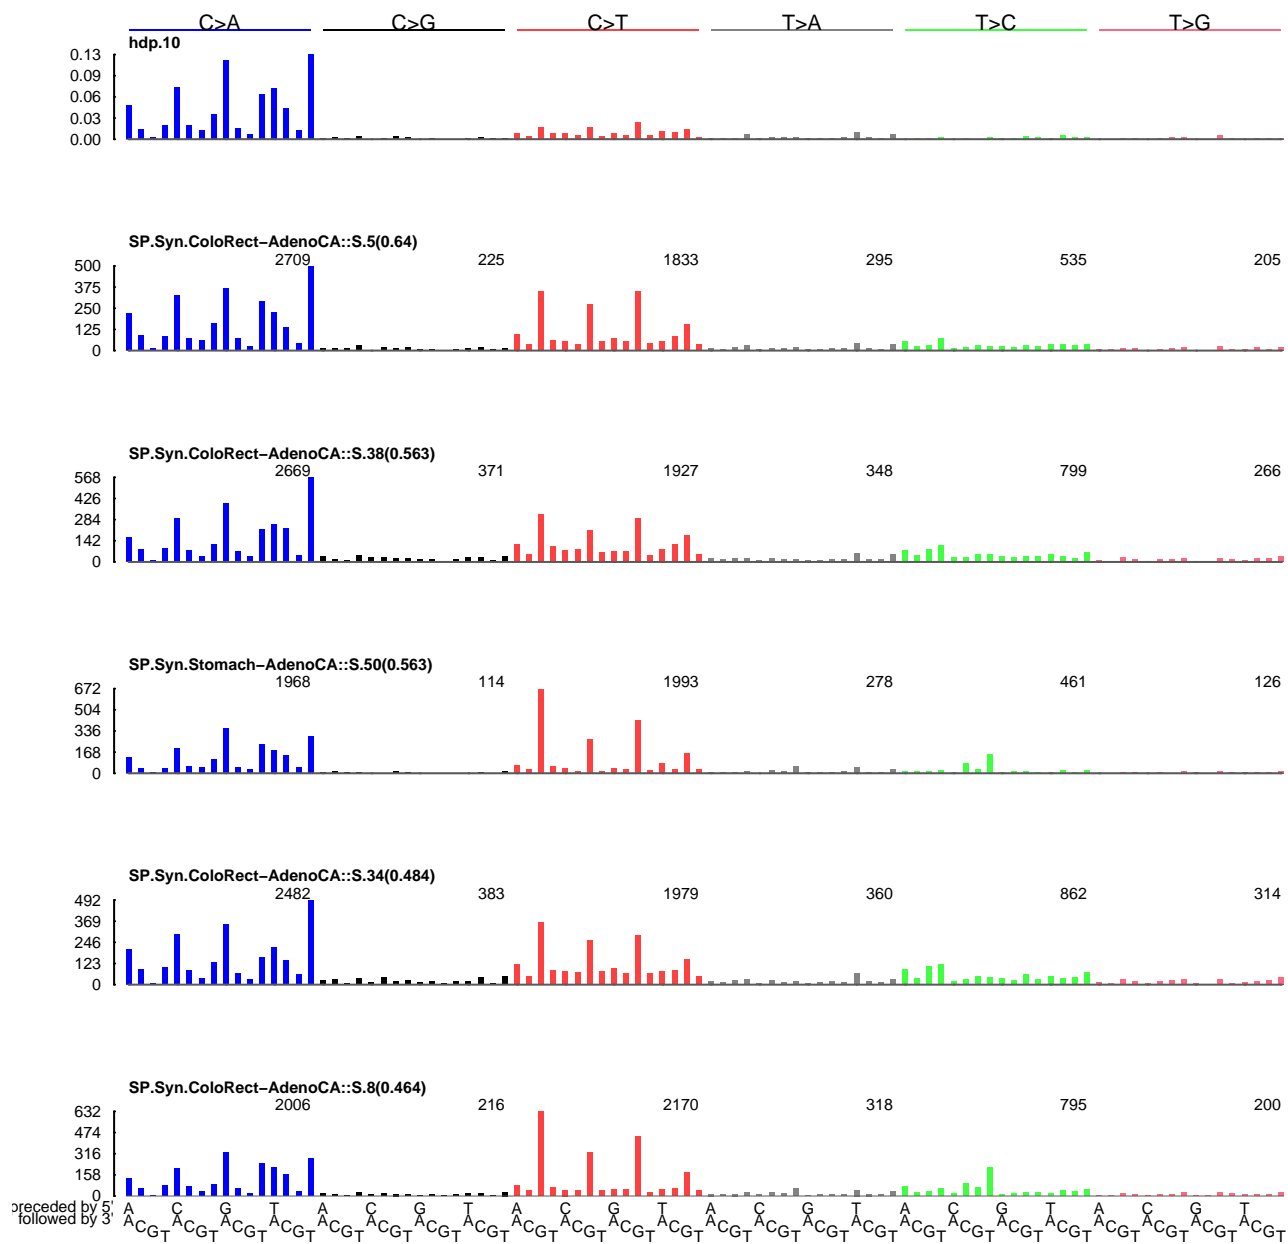 C>A C>G C>T T>A T>C T>G
hdp.10
0.13
0.09
0.06
0.03
0.00
SP.Syn.ColoRect−AdenoCA::S.5(0.64)
2709 225 1833 295 535 205
500
375
250
125
0
SP.Syn.ColoRect−AdenoCA::S.38(0.563)
2669 371 1927 348 799 266
568
426
284
142
0
SP.Syn.Stomach−AdenoCA::S.50(0.563)
1968 114 1993 278 461 126
672
504
336
168
0
SP.Syn.ColoRect−AdenoCA::S.34(0.484)
2482 383 1979 360 862 314
492
369
246
123
0
SP.Syn.ColoRect−AdenoCA::S.8(0.464)
2006 216 2170 318 795 200
632
474
316
158
0
preceded by 5' A C G T A C G T A C G T A C G T A C G T A C G T
followed by 3' A C G T A C G T A C G T A C G T A C G T A C G T A C G T A C G T A C G T A C G T A C G T A C G T A C G T A C G T A C G T A C G T A C G T A C G T A C G T A C G T A C G T A C G T A C G T A C G T